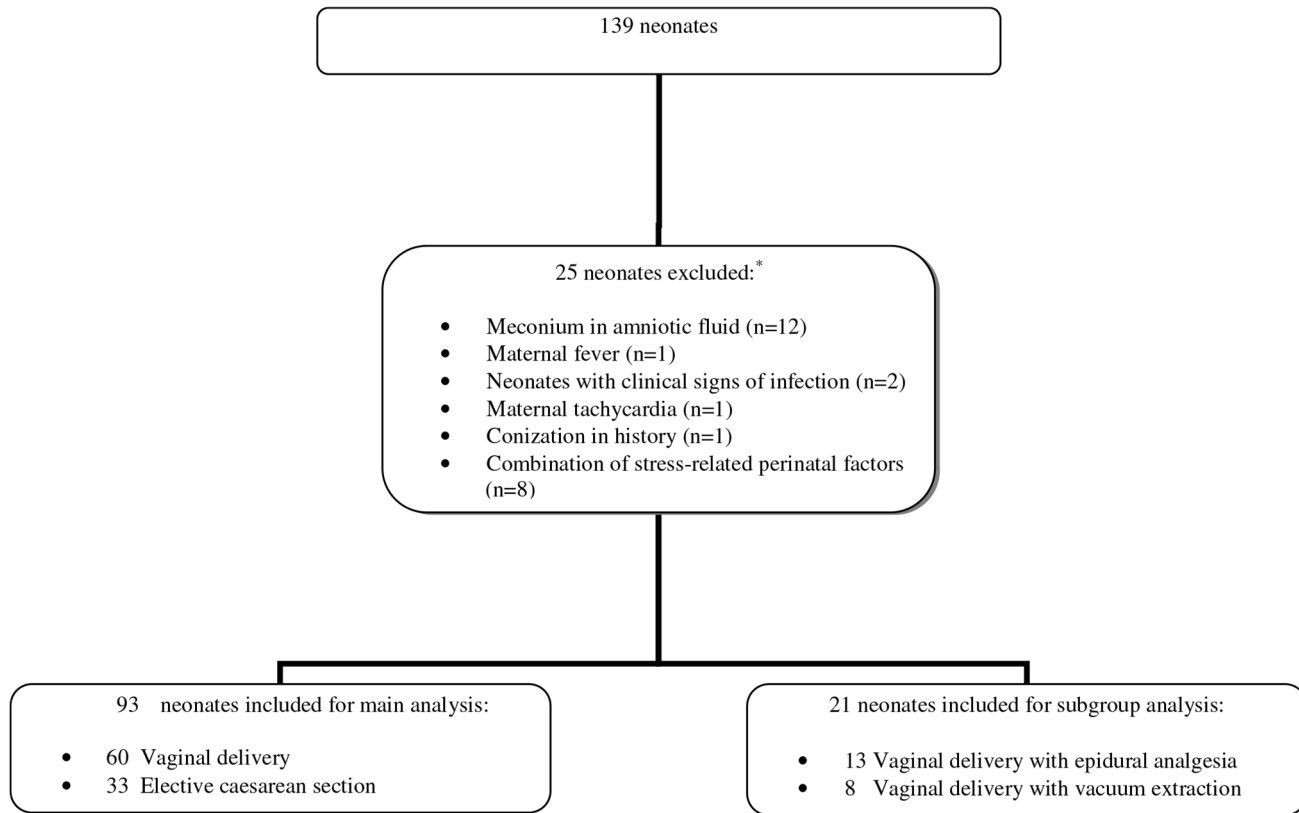 139 neonates
25 neonates excluded:*
• Meconium in amniotic fluid (n=12)
• Maternal fever (n=1)
• Neonates with clinical signs of infection (n=2)
• Maternal tachycardia (n=1)
• Conization in history (n=1)
• Combination of stress-related perinatal factors
(n=8)
93 neonates included for main analysis:
• 60 Vaginal delivery
• 33 Elective caesarean section
21 neonates included for subgroup analysis:
• 13 Vaginal delivery with epidural analgesia
• 8 Vaginal delivery with vacuum extraction